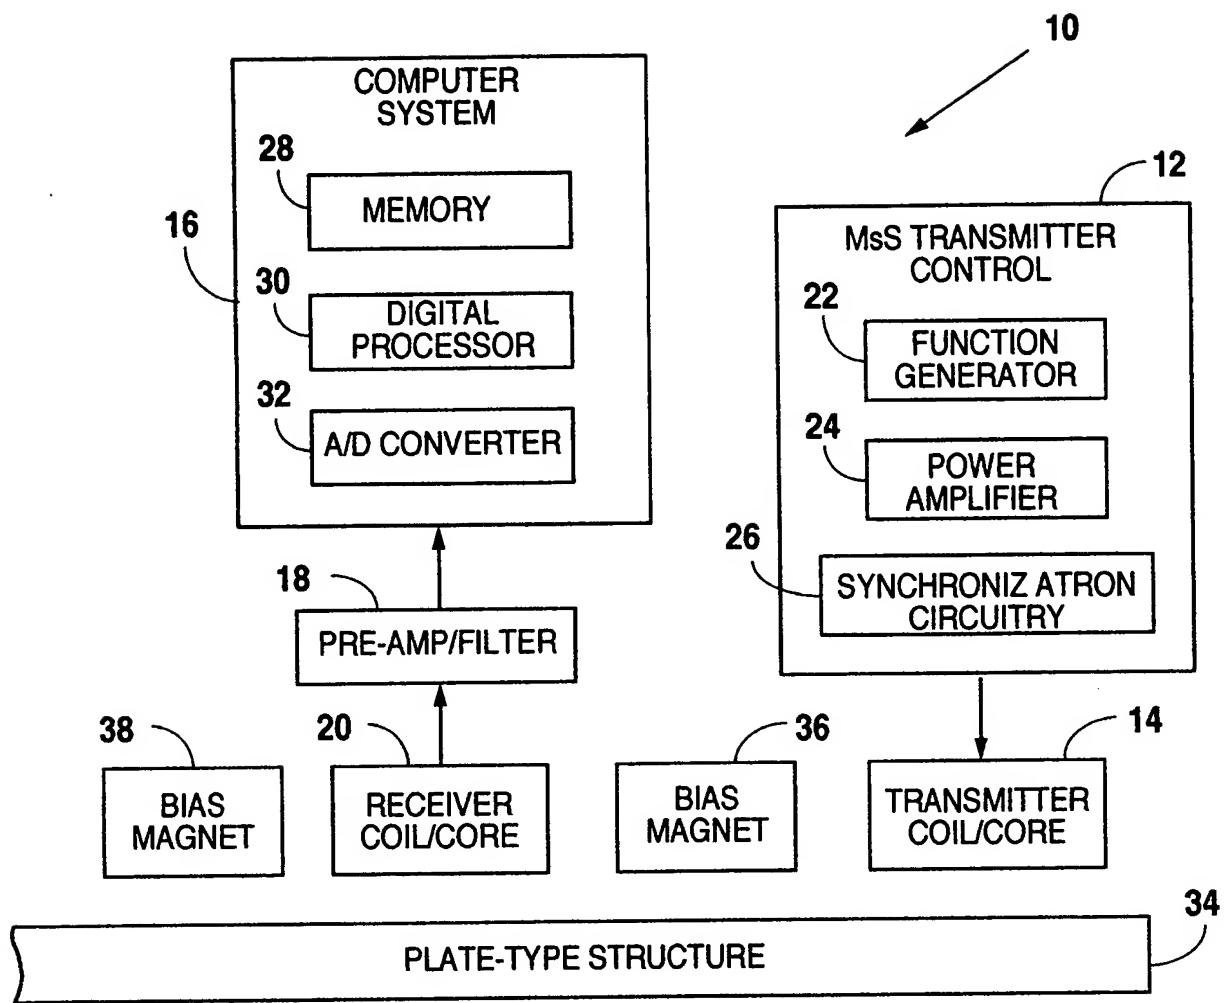 10
COMPUTER
SYSTEM
28
MEMORY
16
30
DIGITAL
PROCESSOR
32
A/D CONVERTER
12
MsS TRANSMITTER
CONTROL
22
FUNCTION
GENERATOR
24
POWER
AMPLIFIER
26
SYNCHRONIZ ATRON
CIRCUITRY
18
PRE-AMP/FILTER
38
BIAS
MAGNET
20
RECEIVER
COIL/CORE
36
BIAS
MAGNET
14
TRANSMITTER
COIL/CORE
34
PLATE-TYPE STRUCTURE